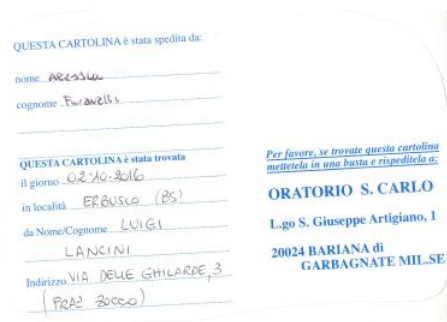 QUESTA CARTOLINA è stata spedita da:
nome Alessia
cognome
QUESTA CARTOLINA è stata trovata
il giorno 02.10.2016
in località ERBUSCO (BS)
da Nome/Cognome LUIGI
LANCINI
Indirizzo VIA DELLE GHILARDE, 3
(FRAZ ZOCCO)
Per favore, se trovate questa cartolina
mettetela in una busta e rispeditela a:
ORATORIO S. CARLO
L.go S. Giuseppe Artigiano, 1
20024 BARIANA di
GARBAGNATE MIL.SE